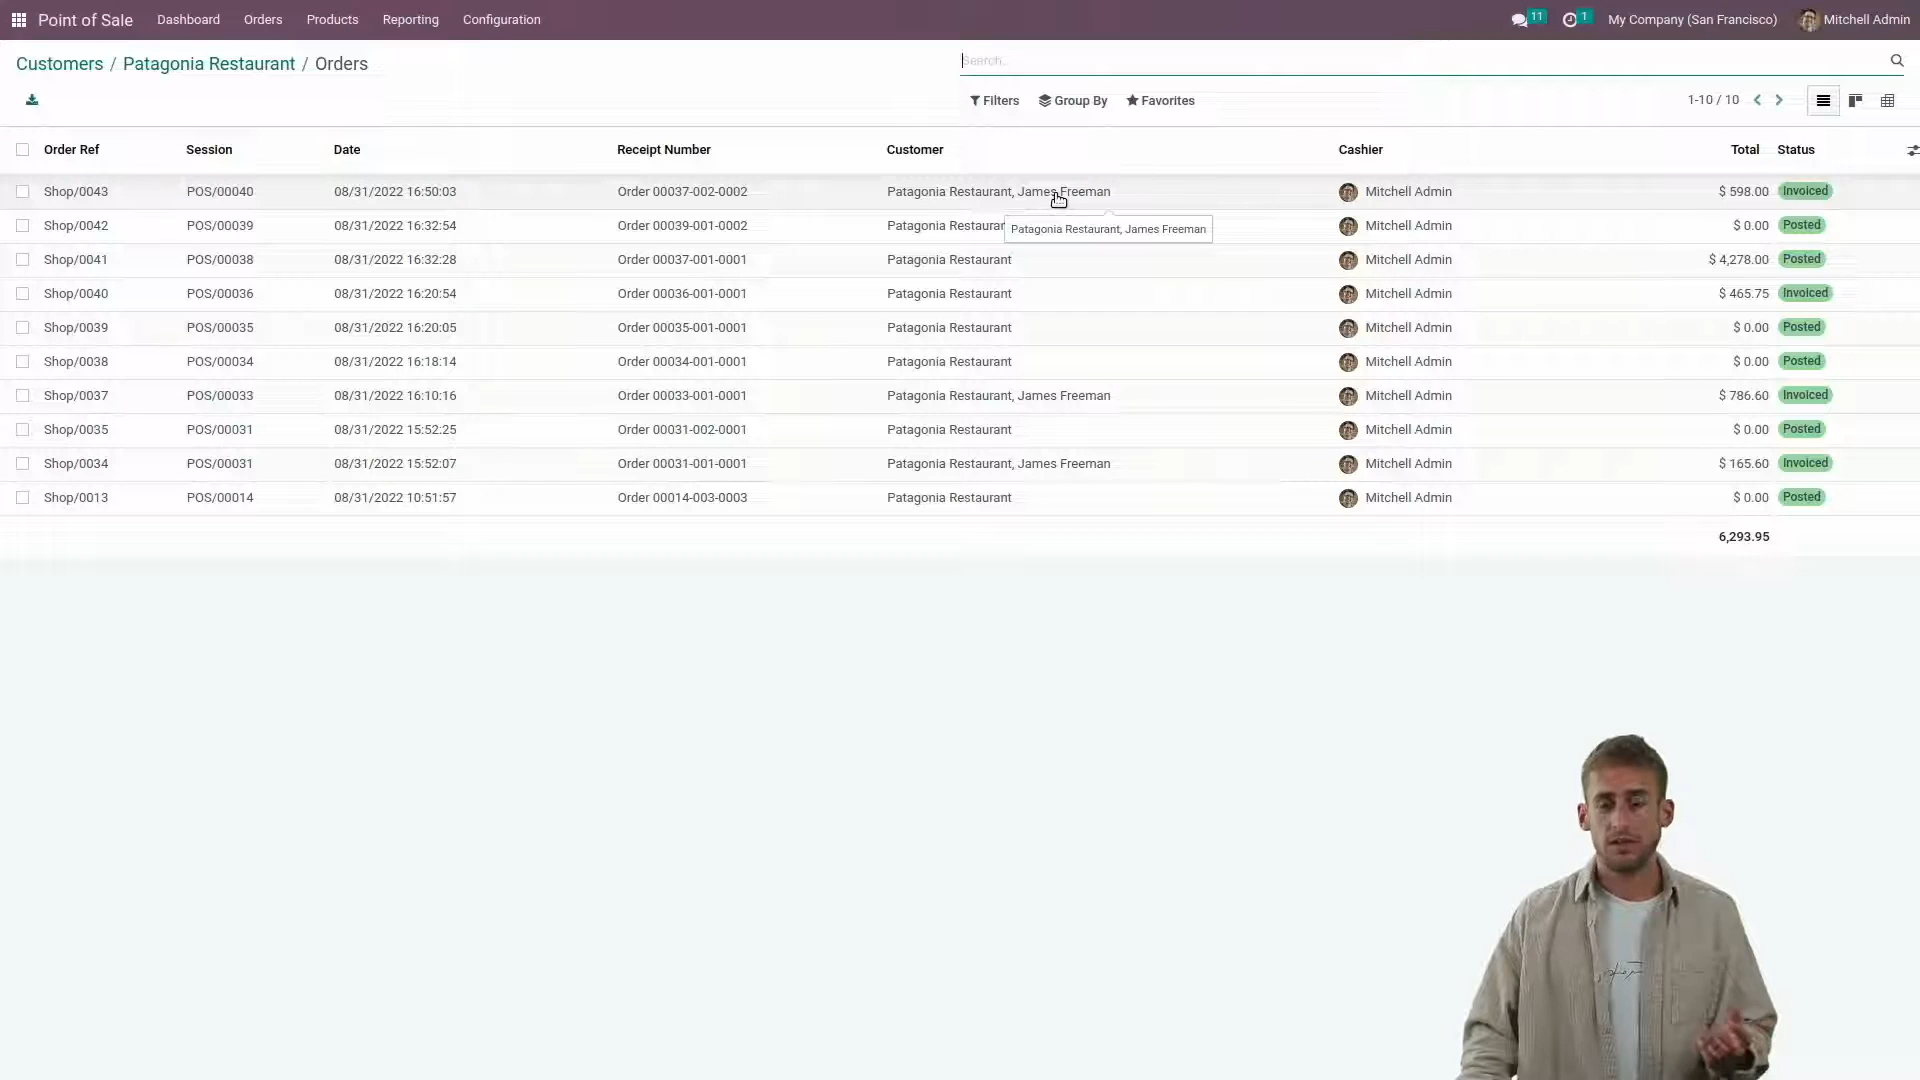 Point of Sale Dashboard Orders Products Reporting Configuration 11 1 My Company (San Francisco) Mitchell Admin
Customers / Patagonia Restaurant / Orders Search...
Filters Group By Favorites 1-10 / 10
Order Ref Session Date Receipt Number Customer Cashier Total Status
Shop/0043 POS/00040 08/31/2022 16:50:03 Order 00037-002-0002 Patagonia Restaurant, James Freeman Mitchell Admin $ 598.00 Invoiced
Shop/0042 POS/00039 08/31/2022 16:32:54 Order 00039-001-0002 Patagonia Restaurant Mitchell Admin $ 0.00 Posted
Patagonia Restaurant, James Freeman
Shop/0041 POS/00038 08/31/2022 16:32:28 Order 00037-001-0001 Patagonia Restaurant Mitchell Admin $ 4,278.00 Posted
Shop/0040 POS/00036 08/31/2022 16:20:54 Order 00036-001-0001 Patagonia Restaurant Mitchell Admin $ 465.75 Invoiced
Shop/0039 POS/00035 08/31/2022 16:20:05 Order 00035-001-0001 Patagonia Restaurant Mitchell Admin $ 0.00 Posted
Shop/0038 POS/00034 08/31/2022 16:18:14 Order 00034-001-0001 Patagonia Restaurant Mitchell Admin $ 0.00 Posted
Shop/0037 POS/00033 08/31/2022 16:10:16 Order 00033-001-0001 Patagonia Restaurant, James Freeman Mitchell Admin $ 786.60 Invoiced
Shop/0035 POS/00031 08/31/2022 15:52:25 Order 00031-002-0001 Patagonia Restaurant Mitchell Admin $ 0.00 Posted
Shop/0034 POS/00031 08/31/2022 15:52:07 Order 00031-001-0001 Patagonia Restaurant, James Freeman Mitchell Admin $ 165.60 Invoiced
Shop/0013 POS/00014 08/31/2022 10:51:57 Order 00014-003-0003 Patagonia Restaurant Mitchell Admin $ 0.00 Posted
6,293.95